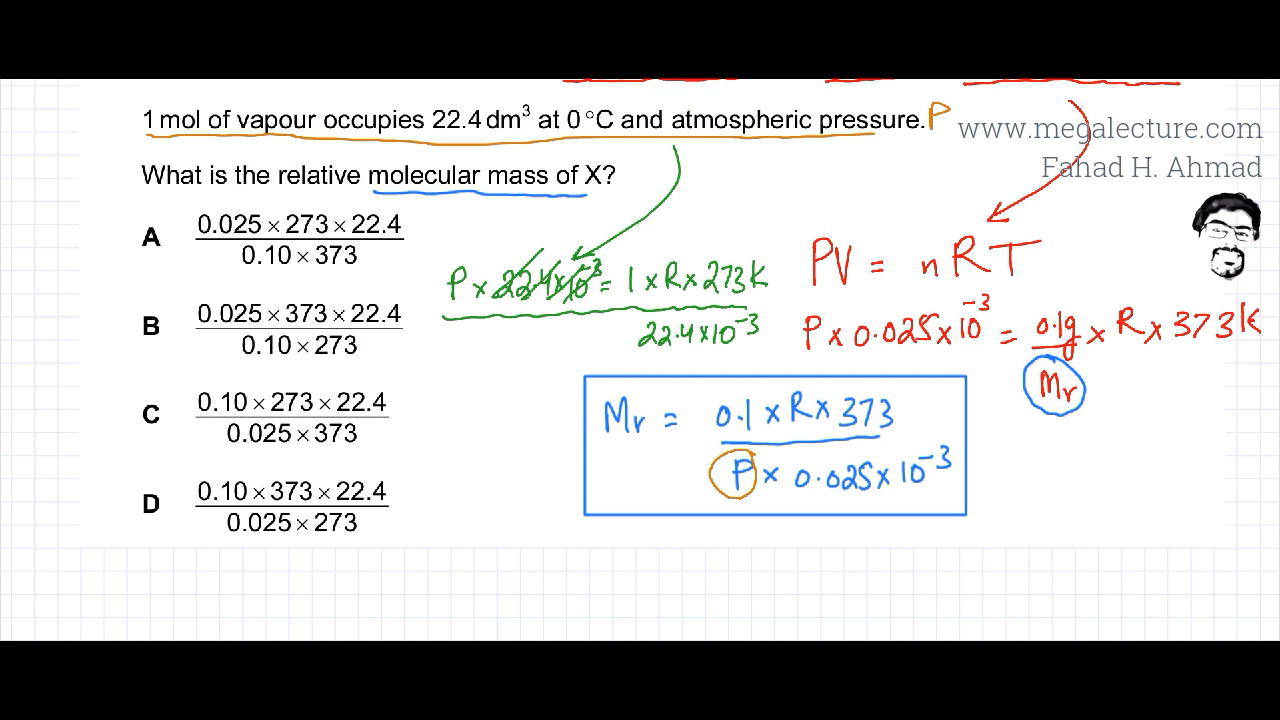 1 mol of vapour occupies 22.4 dm³ at 0 °C and atmospheric pressure. P
www.megalecture.com
Fahad H. Ahmad
What is the relative molecular mass of X?
A 0.025 × 273 × 22.4
0.10 × 373
B 0.025 × 373 × 22.4
0.10 × 273
C 0.10 × 273 × 22.4
0.025 × 373
D 0.10 × 373 × 22.4
0.025 × 273
P × 22.4×10⁻³ = 1 × R × 273 K
22.4×10⁻³
PV = nRT
P × 0.025 × 10⁻³ = 0.1g × R × 373 K
Mr
Mr = 0.1 × R × 373
P × 0.025 × 10⁻³